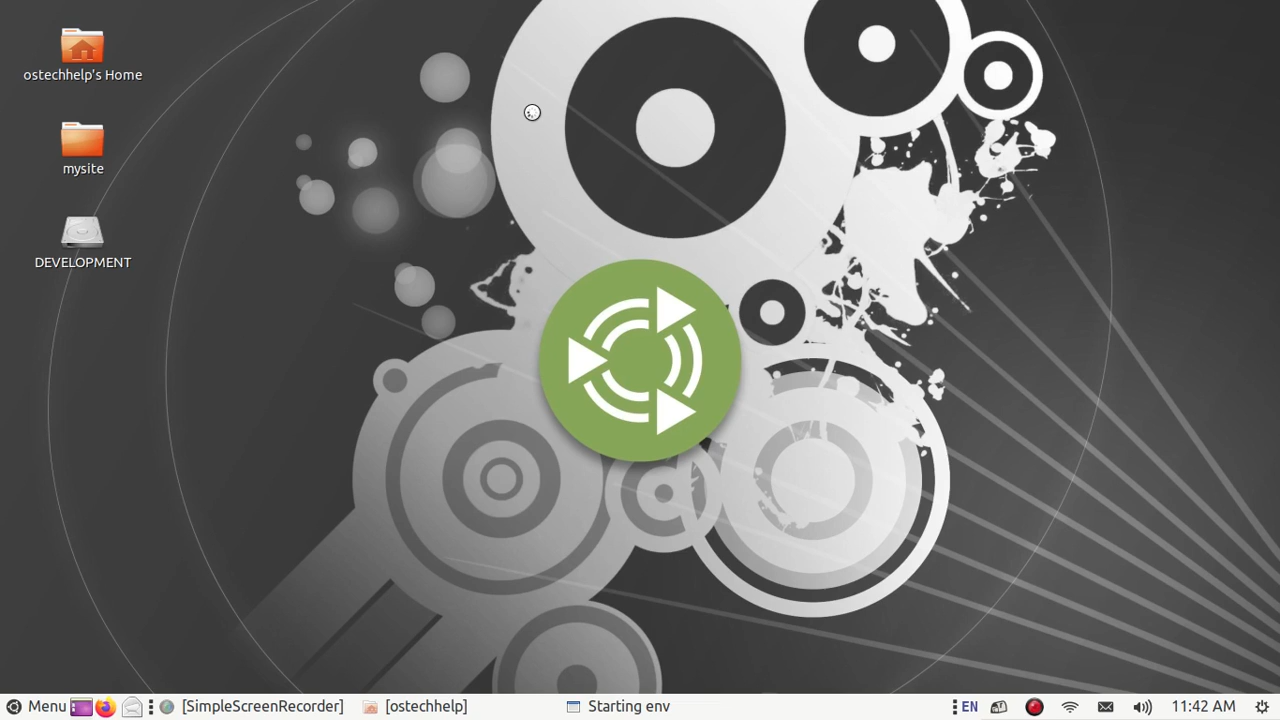 ostechhelp's Home
mysite
DEVELOPMENT
Menu [SimpleScreenRecorder] [ostechhelp] Starting env EN 11:42 AM